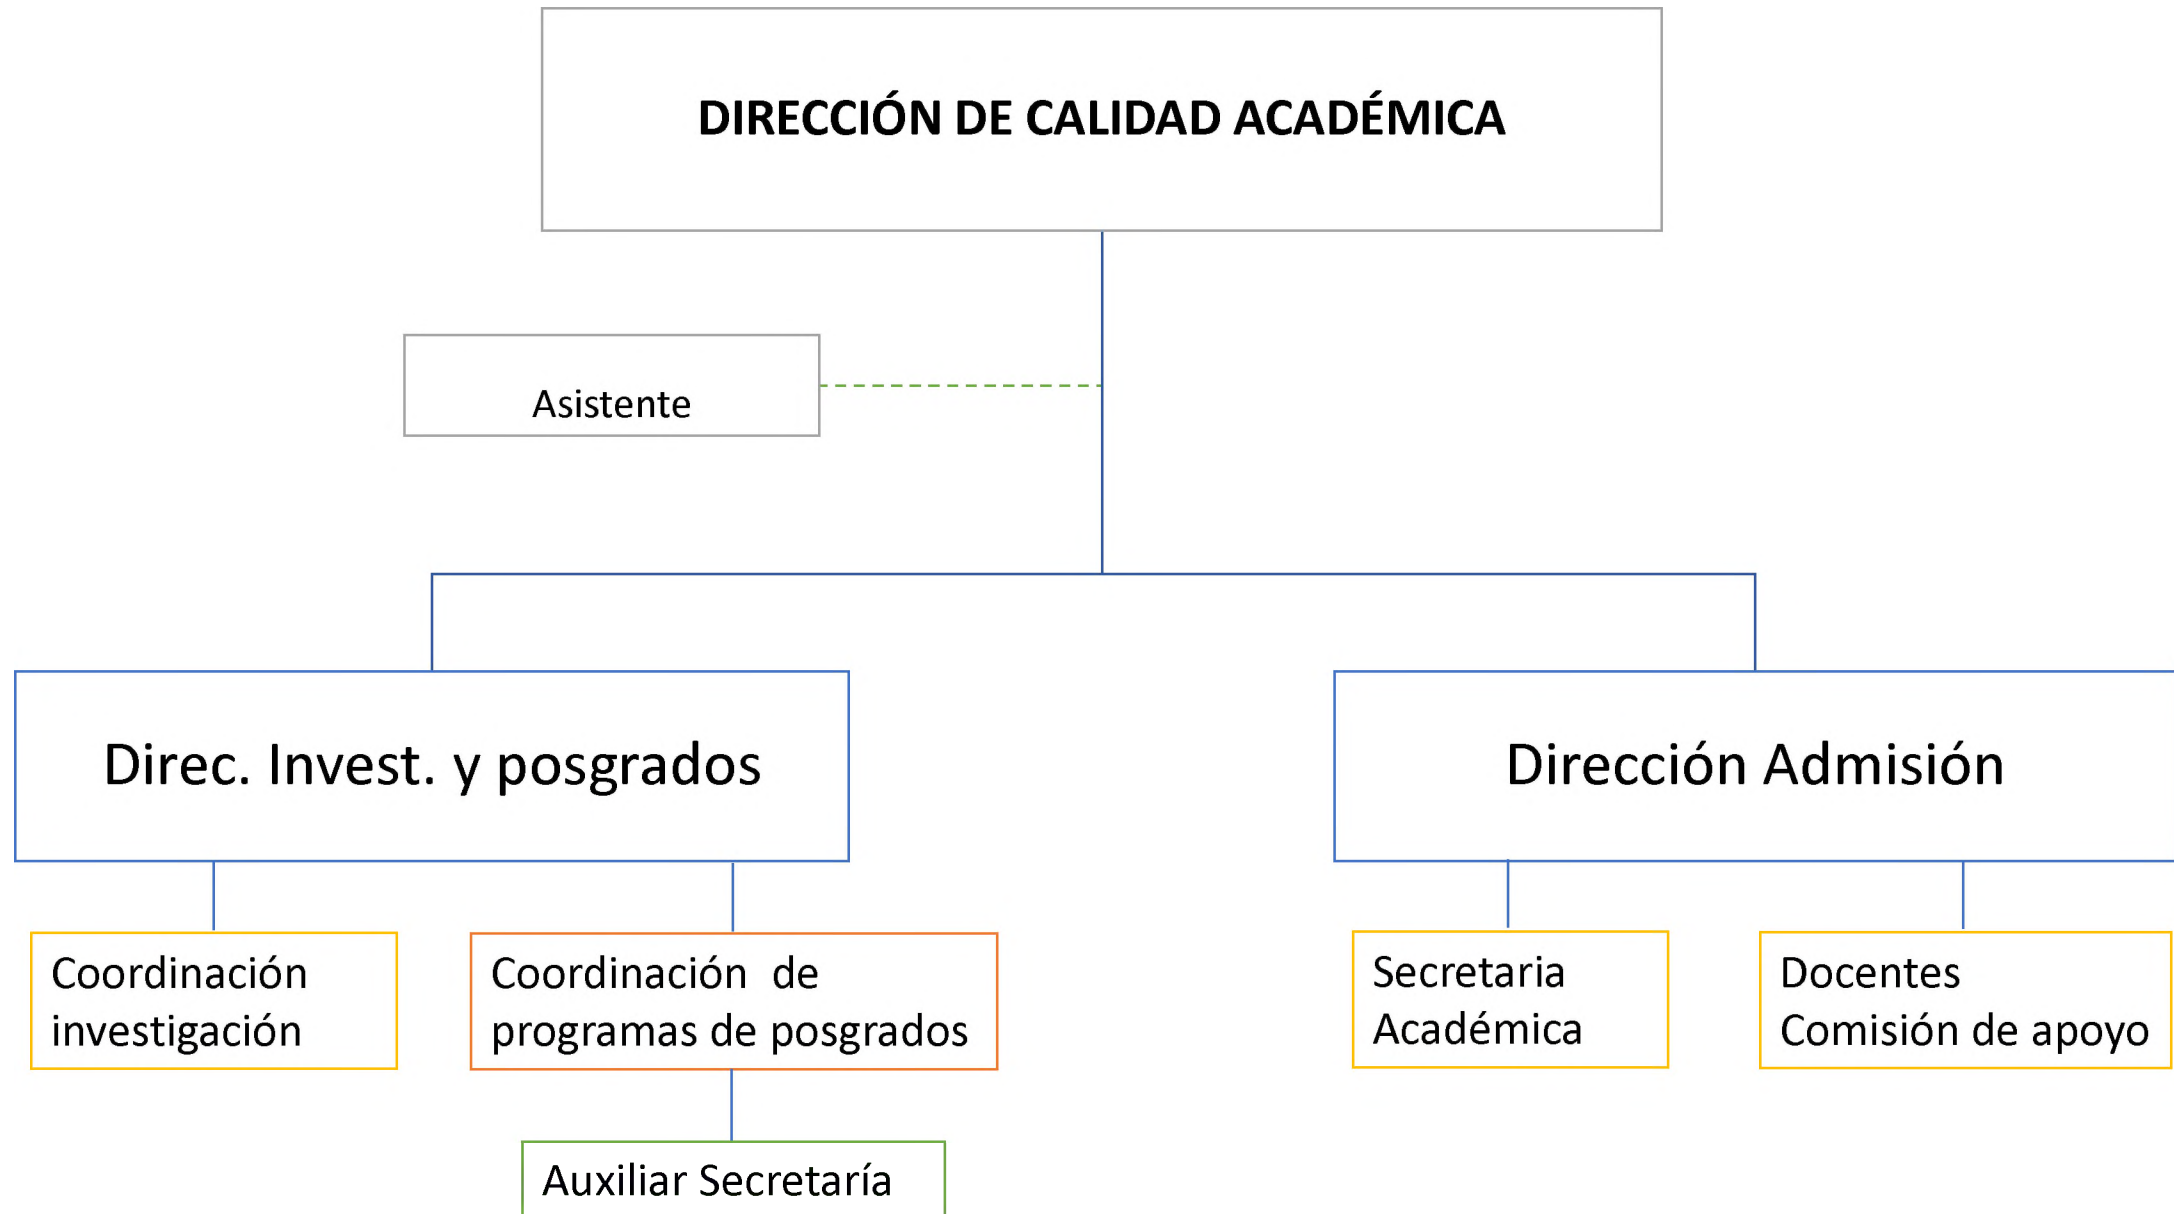 DIRECCIÓN DE CALIDAD ACADÉMICA
Asistente
Direc. Invest. y posgrados
Dirección Admisión
Coordinación
investigación
Coordinación  de
programas de posgrados
Secretaria
Académica
Docentes
Comisión de apoyo
Auxiliar Secretaría